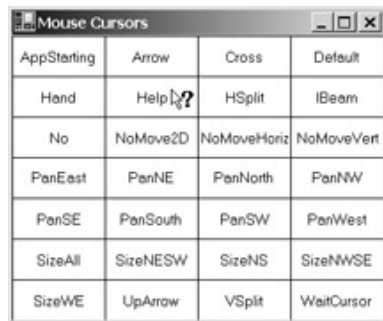 Mouse Cursors
AppStarting Arrow Cross Default
Hand Help HSplit IBeam
No NoMove2D NoMoveHoriz NoMoveVert
PanEast PanNE PanNorth PanNW
PanSE PanSouth PanSW PanWest
SizeAll SizeNESW SizeNS SizeNWSE
SizeWE UpArrow VSplit WaitCursor